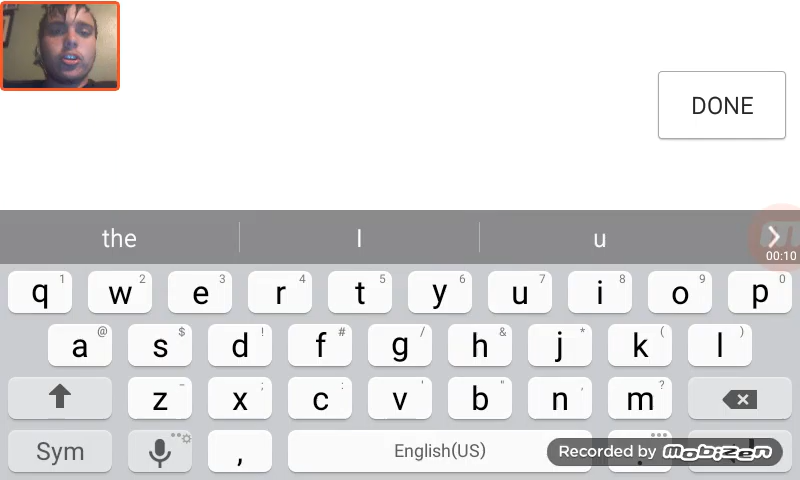 DONE
the I u
00:10
q 1 w 2 e 3 r 4 t 5 y 6 u 7 i 8 o 9 p 0
a @ s $ d ! f # g / h & j * k ( l )
z - x ; c : v ' b " n , m ?
Sym , English(US) .
Recorded by mobizen